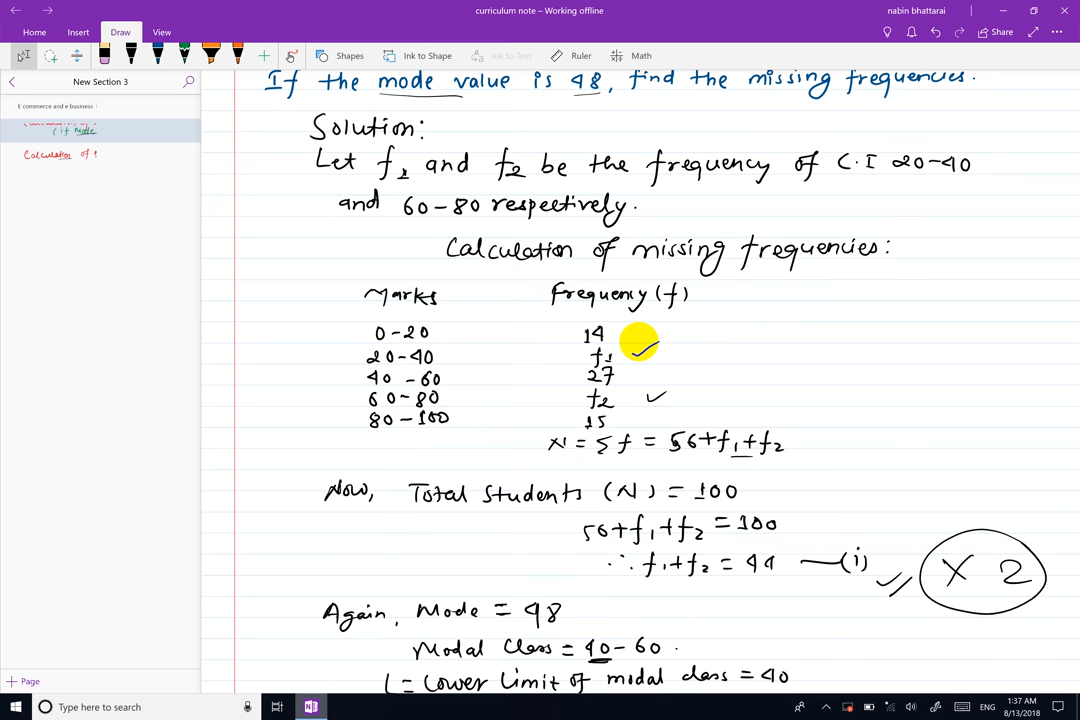 curriculum note – Working offline
nabin bhattarai
Home Insert Draw View
Share
Shapes Ink to Shape Ink to Text Ruler Math
New Section 3
E commerce and e business
(if mode
Calculation of
If the mode value is 48, find the missing frequencies.
Solution:
Let f1 and f2 be the frequency of C.I 20-40
and 60-80 respectively.
Calculation of missing frequencies:
Marks Frequency (f)
0-20 14
20-40 f1
40-60 27
60-80 f2
80-100 15
N = Σf = 56+f1+f2
Now, Total Students (N) = 100
56+f1+f2 = 100
∴ f1+f2 = 44 —(i)
X 2
Again, Mode = 48
Modal Class = 40-60.
L = Lower Limit of modal class = 40
Page
Type here to search
ENG
1:37 AM
8/13/2018